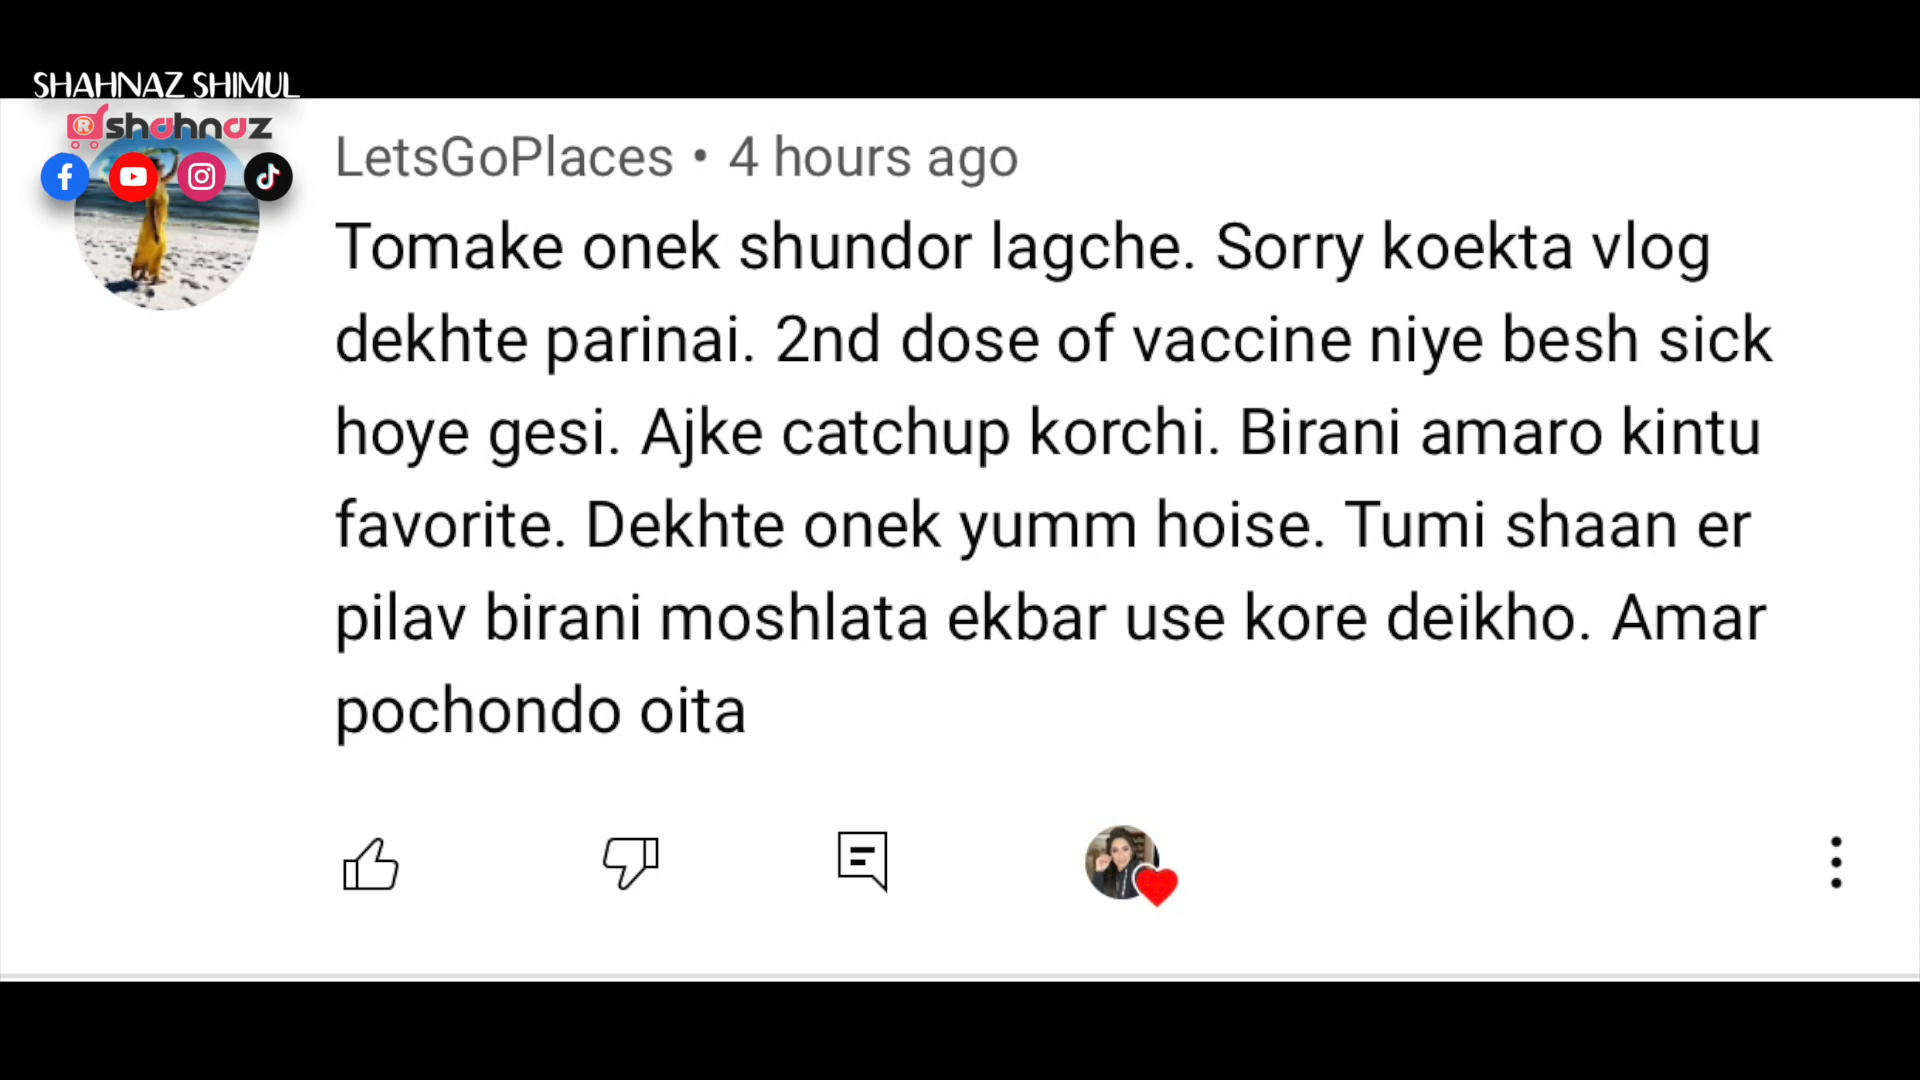 SHAHNAZ SHIMUL
R shahnaz
LetsGoPlaces • 4 hours ago
Tomake onek shundor lagche. Sorry koekta vlog
dekhte parinai. 2nd dose of vaccine niye besh sick
hoye gesi. Ajke catchup korchi. Birani amaro kintu
favorite. Dekhte onek yumm hoise. Tumi shaan er
pilav birani moshlata ekbar use kore deikho. Amar
pochondo oita